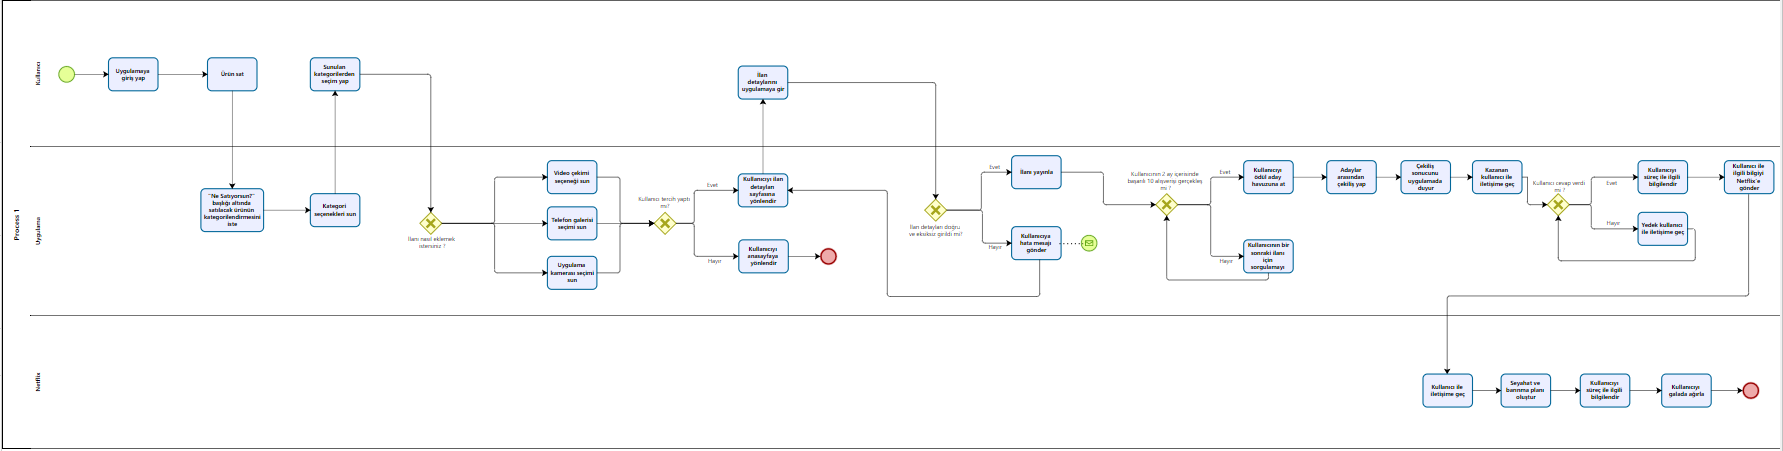 Process 1
Kullanıcı
Uygulamaya
giriş yap
Ürün sat
Sunulan
kategorilerden
seçim yap
İlan
detaylarını
uygulamaya gir
Uygulama
"Ne Satıyorsun?"
başlığı altında
satılacak ürünün
kategorilendirmesini
iste
Kategori
seçenekleri sun
İlanı nasıl eklemek
istersiniz ?
Video çekimi
seçeneği sun
Telefon galerisi
seçimi sun
Uygulama
kamerası seçimi
sun
Kullanıcı tercih yaptı
mı?
Evet
Hayır
Kullanıcıyı ilan
detayları
sayfasına
yönlendir
Kullanıcıyı
anasayfaya
yönlendir
İlan detayları doğru
ve eksiksiz girildi mi?
Evet
Hayır
İlanı yayınla
Kullanıcıya
hata mesajı
gönder
Kullanıcının 2 ay içerisinde
başarılı 10 alışverişi gerçekleş
mi ?
Evet
Hayır
Kullanıcıyı
ödül aday
havuzuna at
Kullanıcının bir
sonraki ilanı
için
sorgulamayı
Adaylar
arasından
çekiliş yap
Çekiliş
sonucunu
uygulamada
duyur
Kazanan
kullanıcı ile
iletişime geç
Kullanıcı cevap verdi
mi ?
Evet
Hayır
Kullanıcıyı
süreç ile ilgili
bilgilendir
Yedek kullanıcı
ile iletişime geç
Kullanıcı ile
ilgili bilgiyi
Netflix'e
gönder
Netflix
Kullanıcı ile
iletişime geç
Seyahat ve
barınma planı
oluştur
Kullanıcıyı
süreç ile ilgili
bilgilendir
Kullanıcıyı
galada ağırla